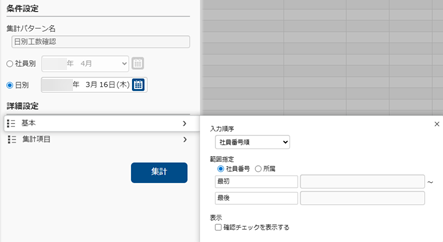 条件設定
集計パターン名
日別工数確認
社員別 年 4月
日別 年 3月 16日(木)
詳細設定
基本
集計項目
集計
入力順序
社員番号順
範囲指定
社員番号 所属
最初
～
最後
表示
確認チェックを表示する